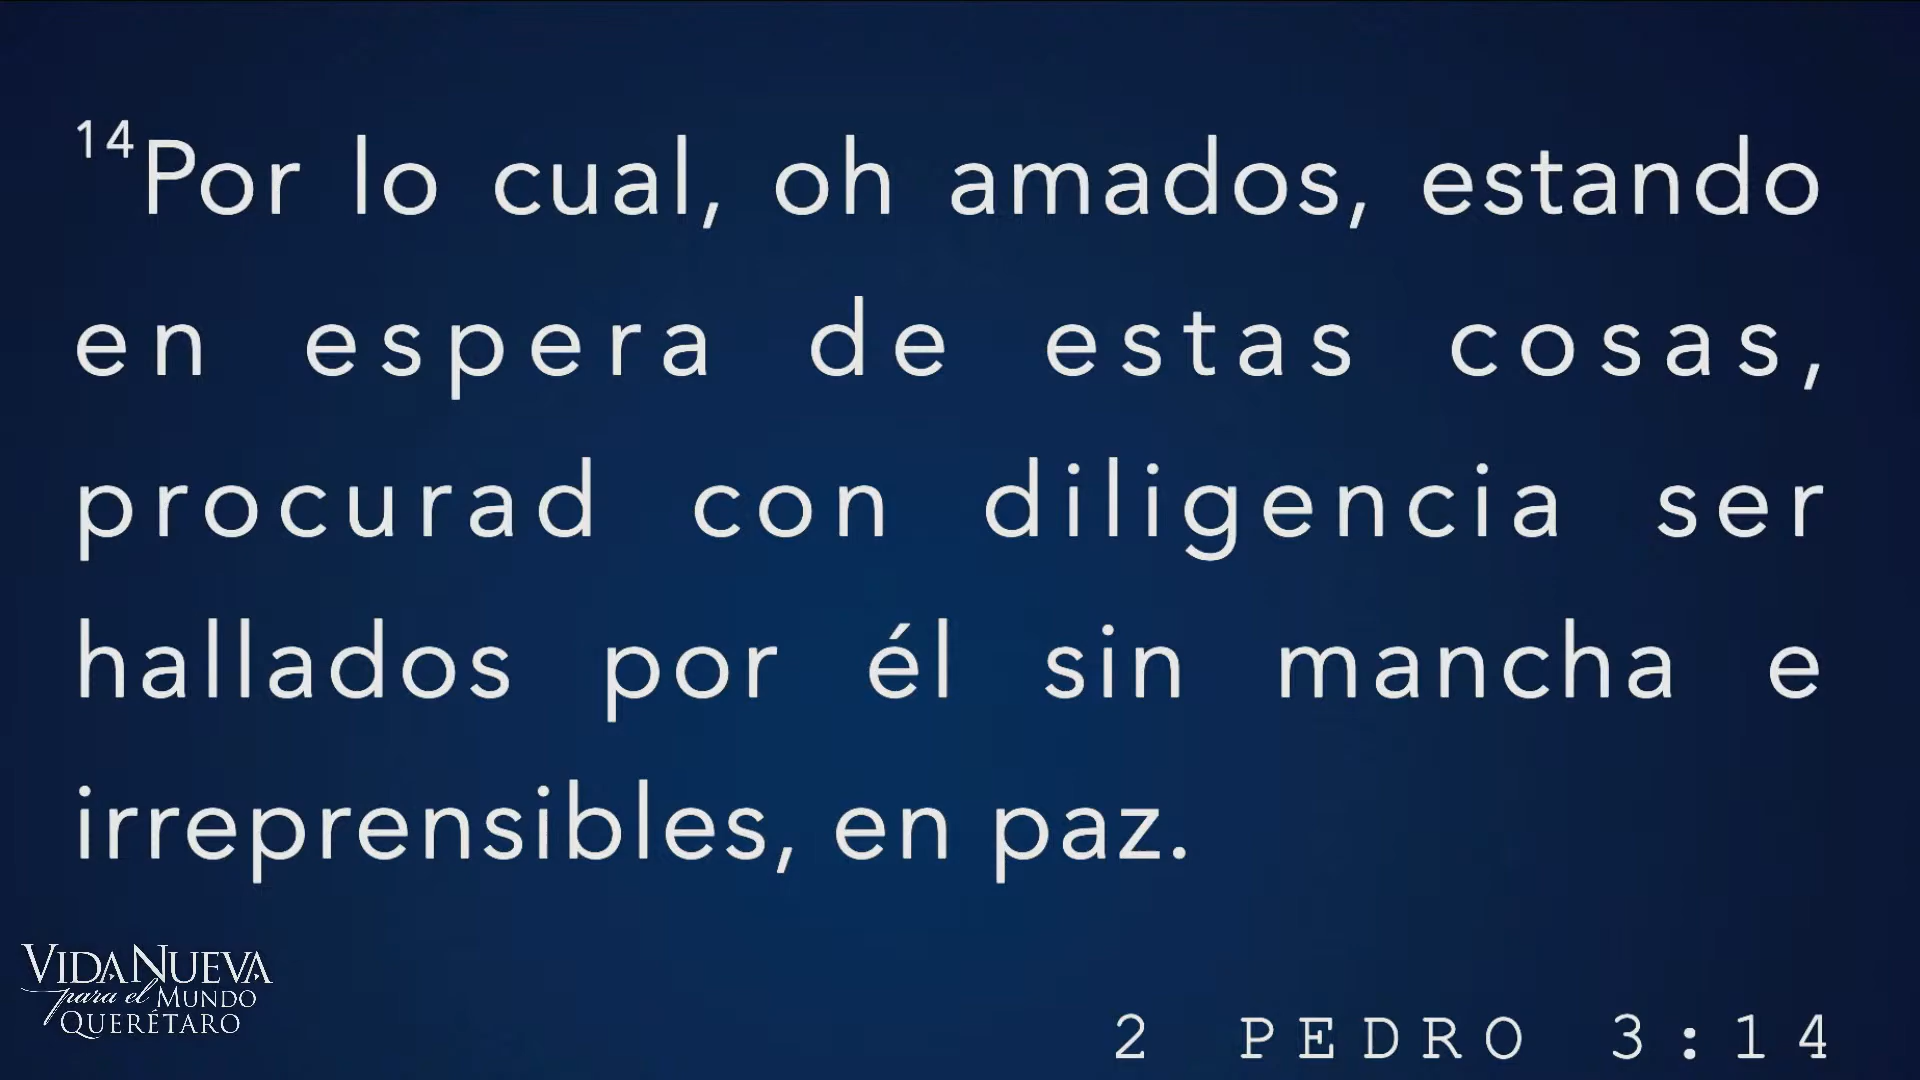 14Por lo cual, oh amados, estando
en espera de estas cosas,
procurad con diligencia ser
hallados por él sin mancha e
irreprensibles, en paz.
VIDA NUEVA
para el MUNDO
QUERÉTARO
2 PEDRO 3:14